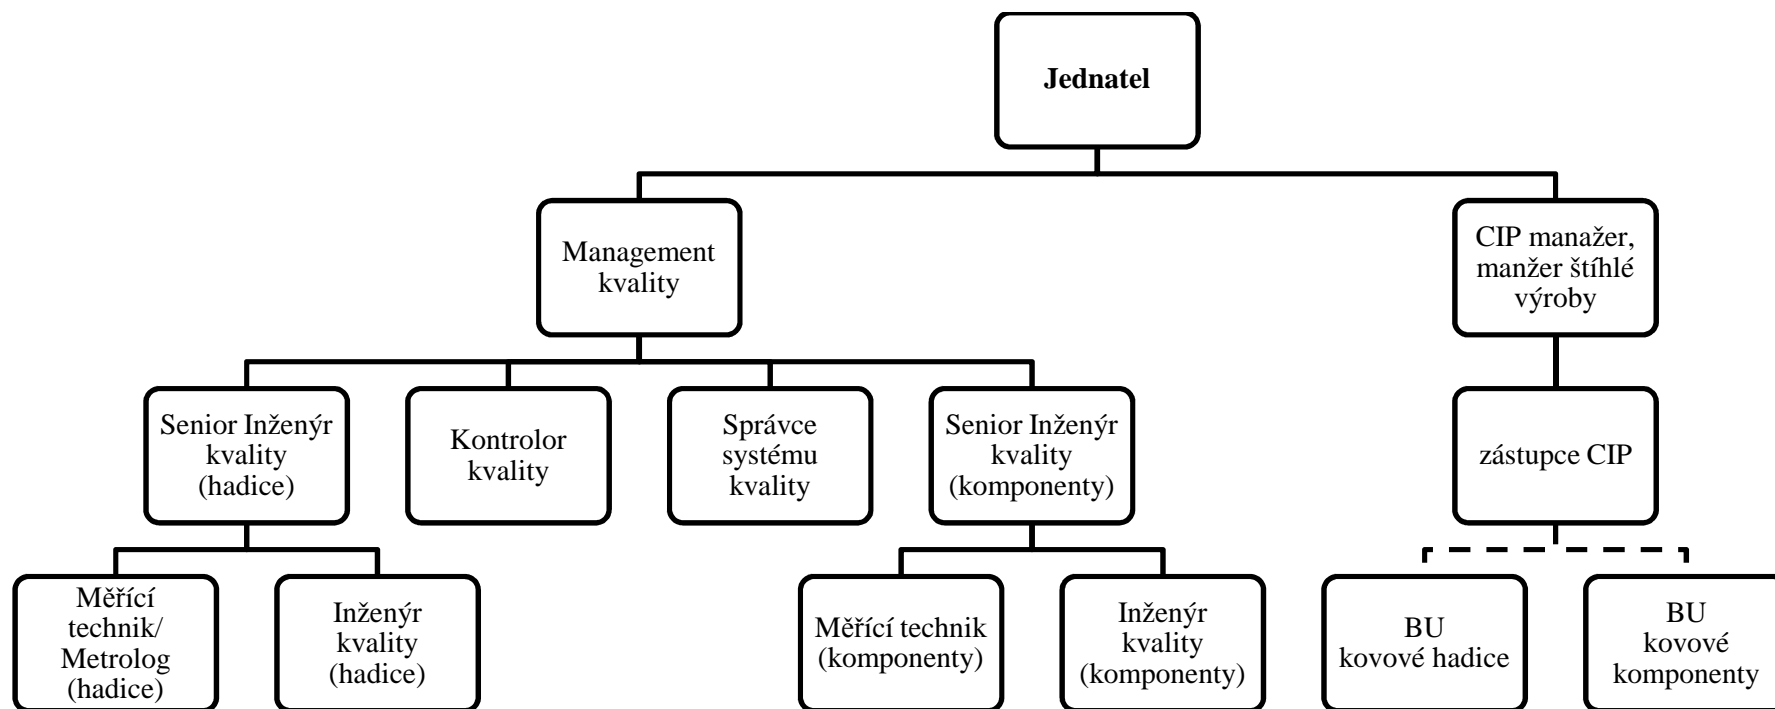 Jednatel
Management
kvality
CIP manažer,
manžer štíhlé
výroby
Senior Inženýr
kvality
(hadice)
Kontrolor
kvality
Správce
systému
kvality
Senior Inženýr
kvality
(komponenty)
zástupce CIP
Měřící
technik/
Metrolog
(hadice)
Inženýr
kvality
(hadice)
Měřící technik
(komponenty)
Inženýr
kvality
(komponenty)
BU
kovové hadice
BU
kovové
komponenty